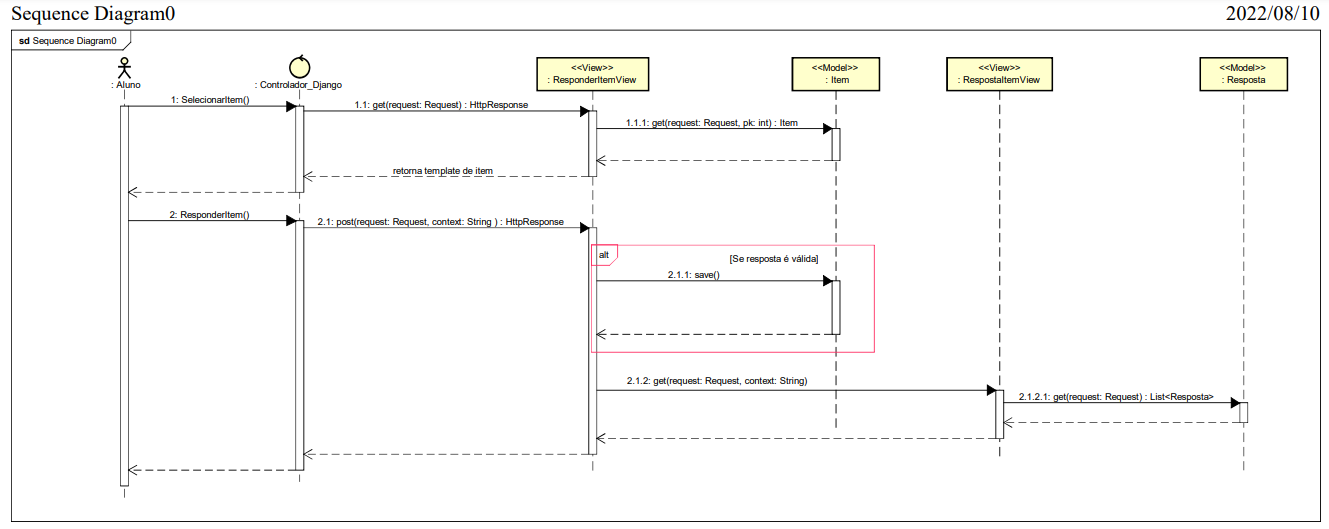 Sequence Diagram0
2022/08/10
sd Sequence Diagram0
: Aluno
: Controlador_Django
<<View>>
: ResponderItemView
<<Model>>
: Item
<<View>>
: RespostaItemView
<<Model>>
: Resposta
1: SelecionarItem()
1.1: get(request: Request) : HttpResponse
1.1.1: get(request: Request, pk: int) : Item
retorna template de item
2: ResponderItem()
2.1: post(request: Request, context: String ) : HttpResponse
alt
[Se resposta é válida]
2.1.1: save()
2.1.2: get(request: Request, context: String)
2.1.2.1: get(request: Request) : List<Resposta>